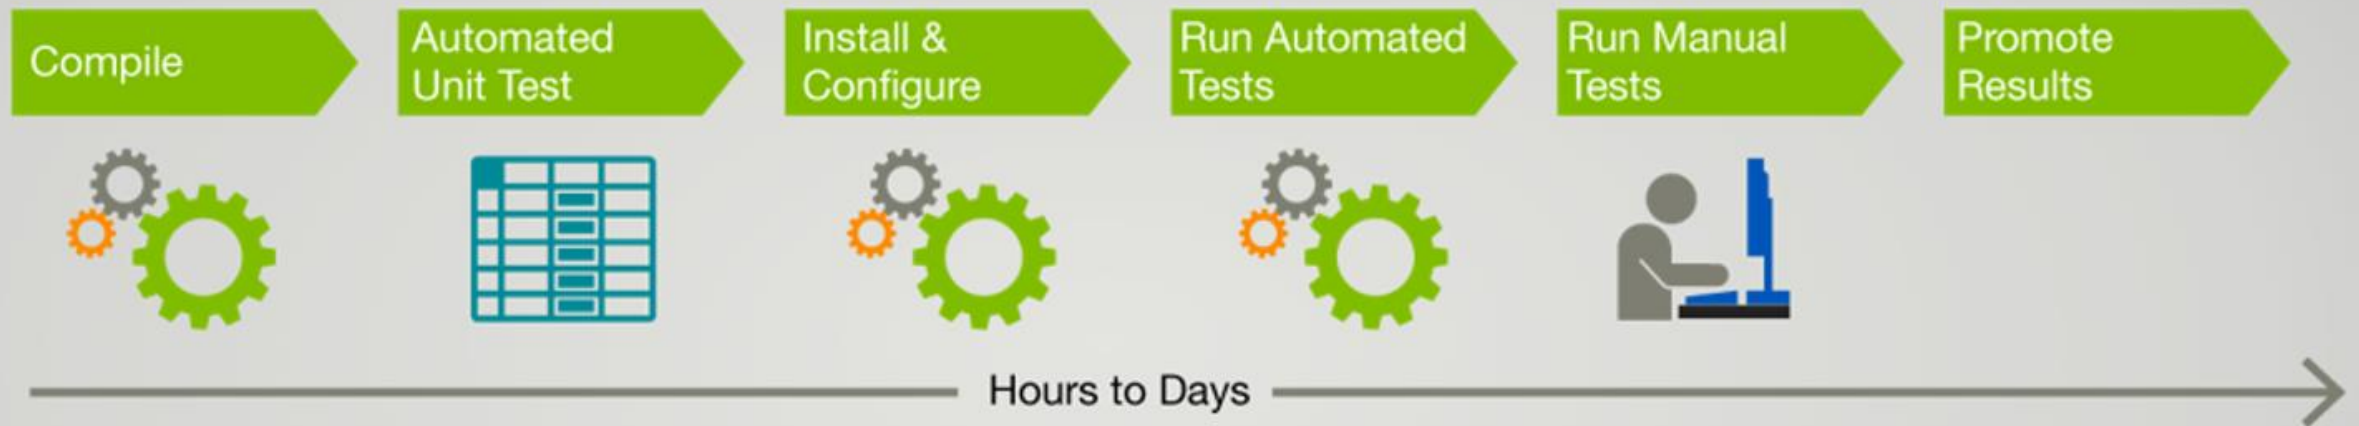 Compile
Automated
Unit Test
Install &
Configure
Run Automated
Tests
Run Manual
Tests
Promote
Results
Hours to Days